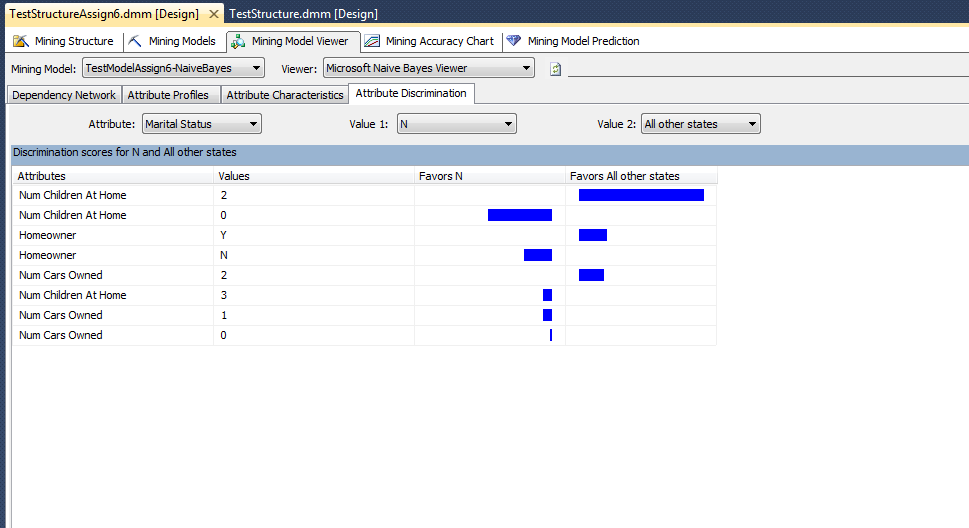 TestStructureAssign6.dmm [Design] TestStructure.dmm [Design]
Mining Structure Mining Models Mining Model Viewer Mining Accuracy Chart Mining Model Prediction
Mining Model: TestModelAssign6-NaiveBayes Viewer: Microsoft Naive Bayes Viewer
Dependency Network Attribute Profiles Attribute Characteristics Attribute Discrimination
Attribute: Marital Status Value 1: N Value 2: All other states
Discrimination scores for N and All other states
Attributes Values Favors N Favors All other states
Num Children At Home 2
Num Children At Home 0
Homeowner Y
Homeowner N
Num Cars Owned 2
Num Children At Home 3
Num Cars Owned 1
Num Cars Owned 0